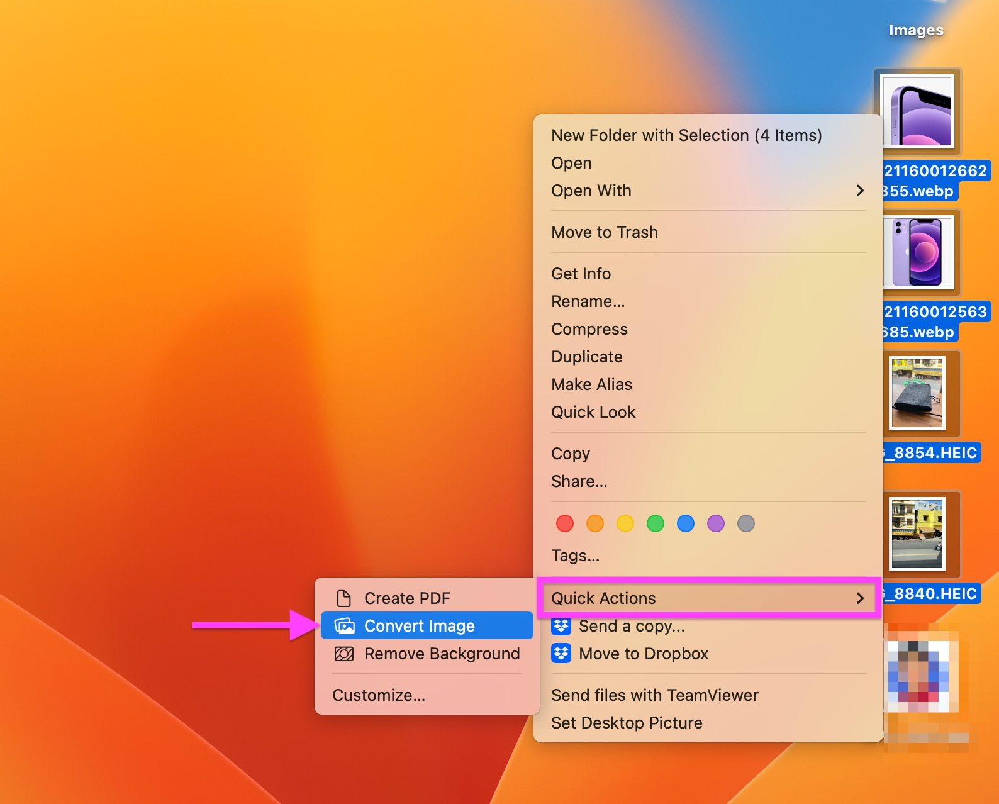 Images
New Folder with Selection (4 Items)
Open
Open With
Move to Trash
Get Info
Rename...
Compress
Duplicate
Make Alias
Quick Look
Copy
Share...
Tags...
Quick Actions
Send a copy...
Move to Dropbox
Send files with TeamViewer
Set Desktop Picture
Create PDF
Convert Image
Remove Background
Customize...
21160012662
355.webp
21160012563
685.webp
_8854.HEIC
_8840.HEIC